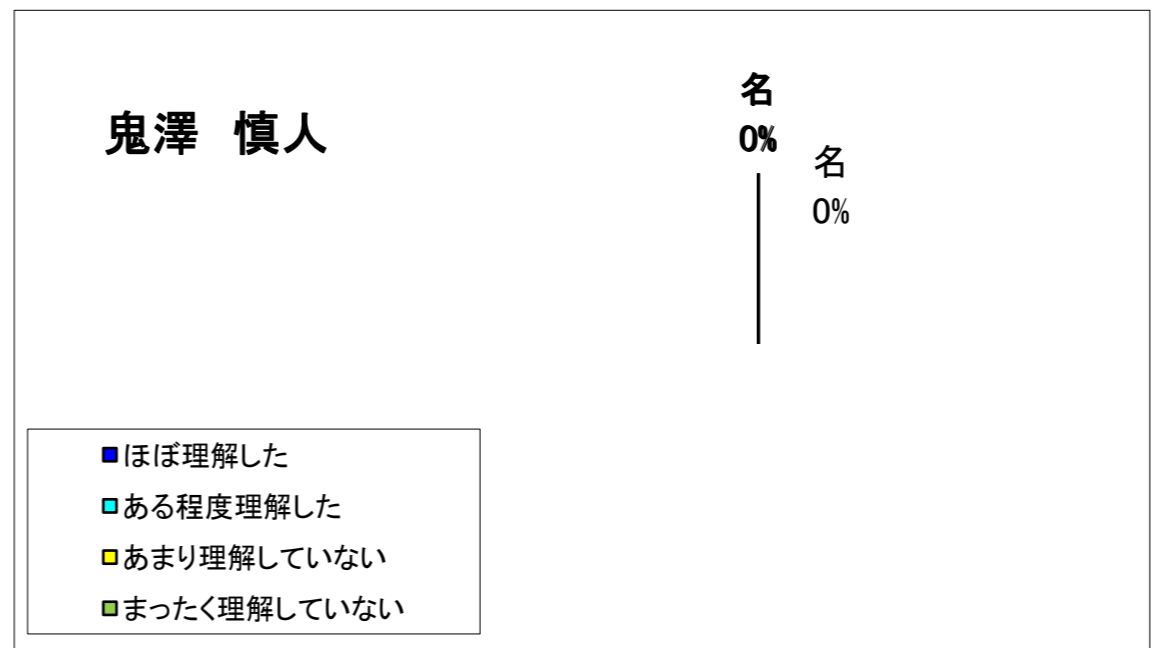 鬼澤　慎人
名
0%
名
0%
ほぼ理解した
ある程度理解した
あまり理解していない
まったく理解していない